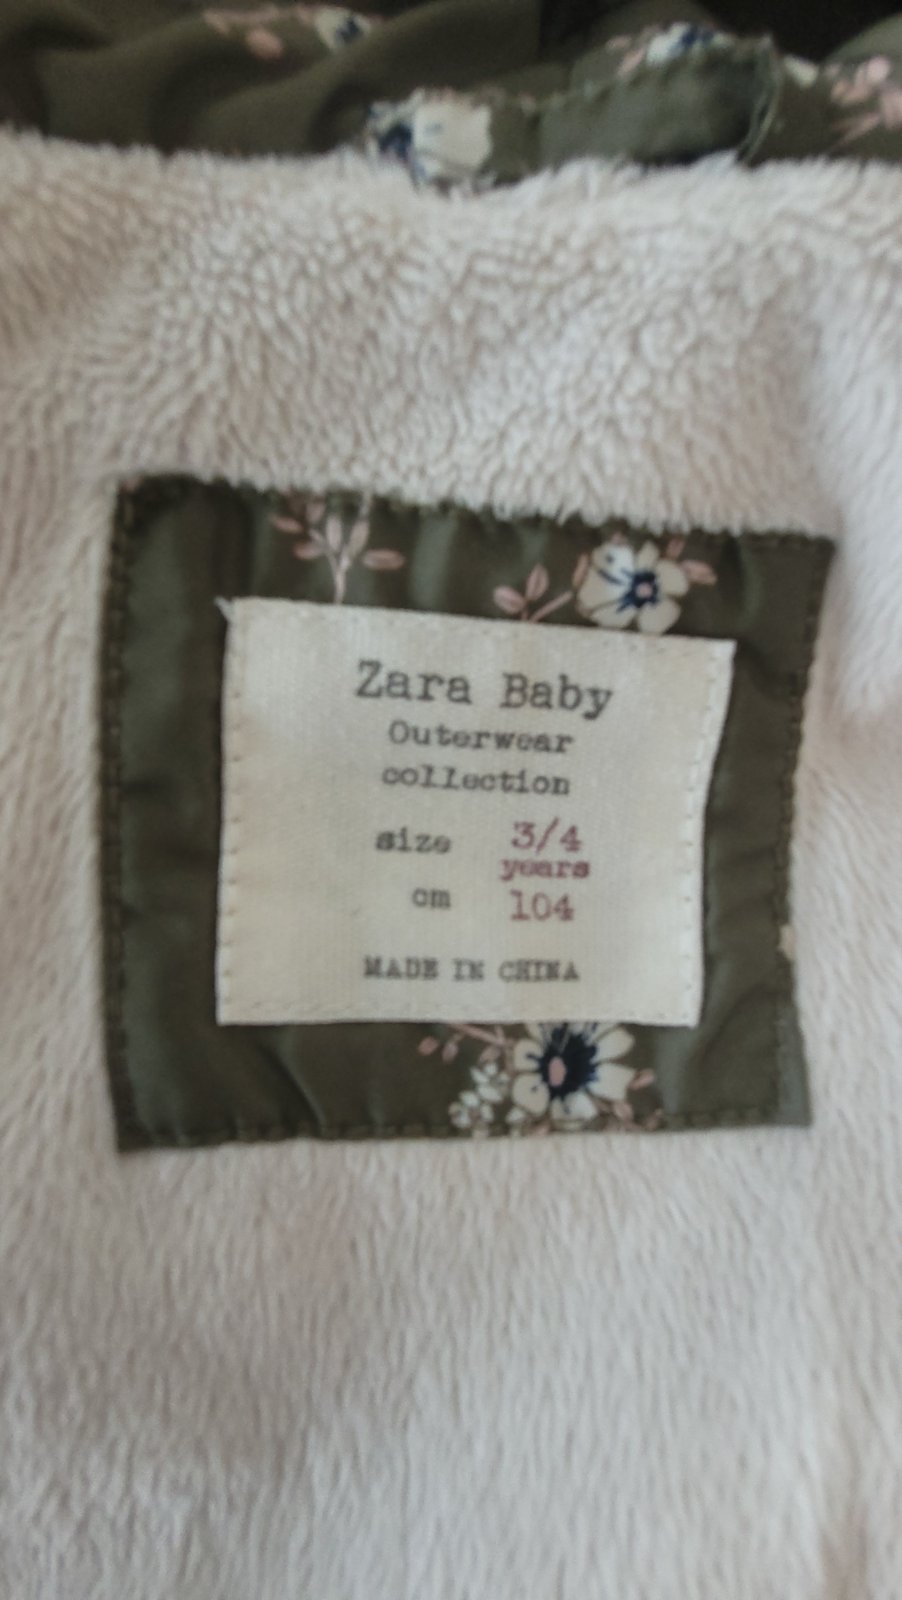 Zara Baby
Outerwear
collection
size 3/4
years
cm 104
MADE IN CHINA